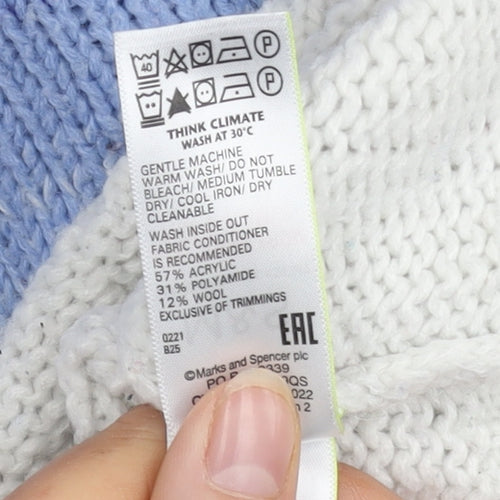 40 P
P
THINK CLIMATE
WASH AT 30°C
GENTLE MACHINE
WARM WASH/ DO NOT
BLEACH/ MEDIUM TUMBLE
DRY/ COOL IRON/ DRY
CLEANABLE
WASH INSIDE OUT
FABRIC CONDITIONER
IS RECOMMENDED
57% ACRYLIC
31% POLYAMIDE
12% WOOL
EXCLUSIVE OF TRIMMINGS
0221 EAC
B25
©Marks and Spencer plc
PO